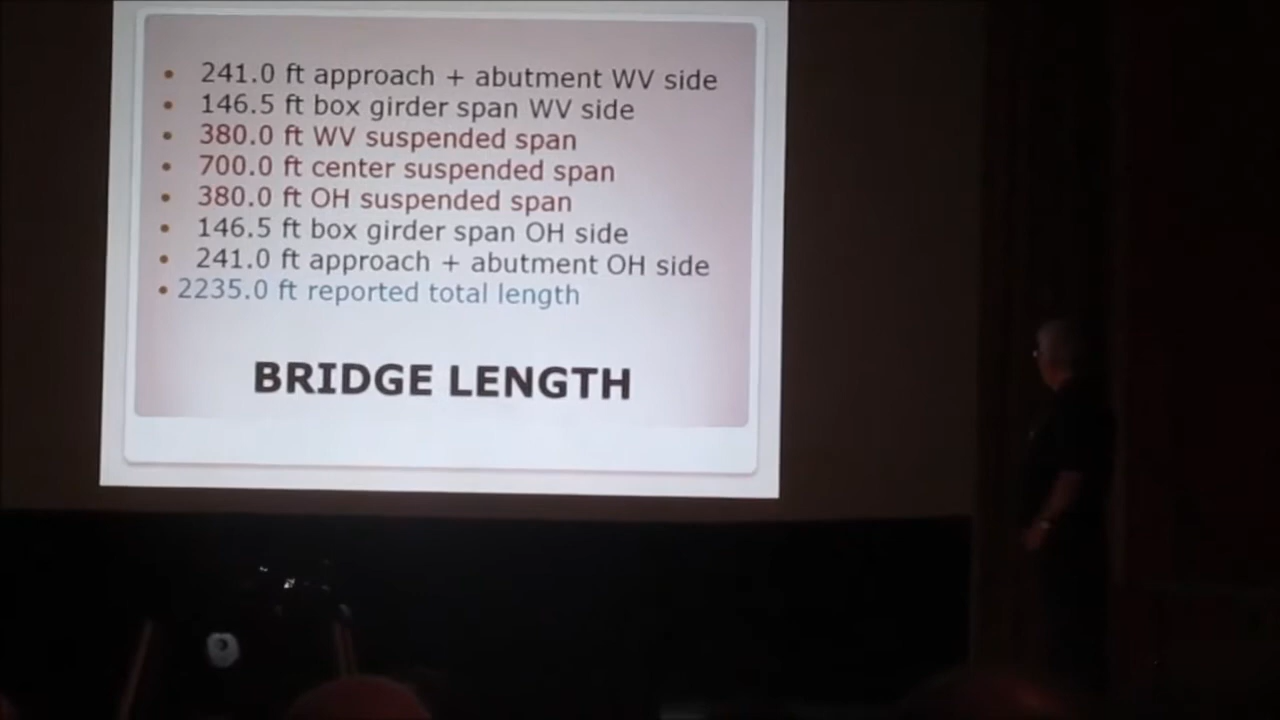 • 241.0 ft approach + abutment WV side
• 146.5 ft box girder span WV side
• 380.0 ft WV suspended span
• 700.0 ft center suspended span
• 380.0 ft OH suspended span
• 146.5 ft box girder span OH side
• 241.0 ft approach + abutment OH side
• 2235.0 ft reported total length
BRIDGE LENGTH